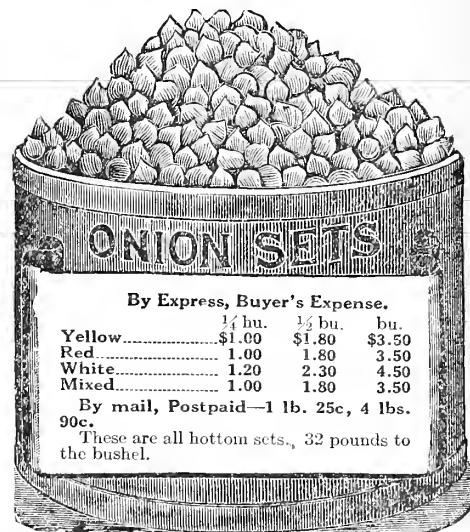 ONION SETS
By Express, Buyer's Expense.
¼ hu. ½ bu. bu.
Yellow..................$1.00 $1.80 $3.50
Red..................... 1.00 1.80 3.50
White.................. 1.20 2.30 4.50
Mixed.................. 1.00 1.80 3.50
By mail, Postpaid—1 lb. 25c, 4 lbs.
90c.
These are all hottom sets., 32 pounds to
the bushel.